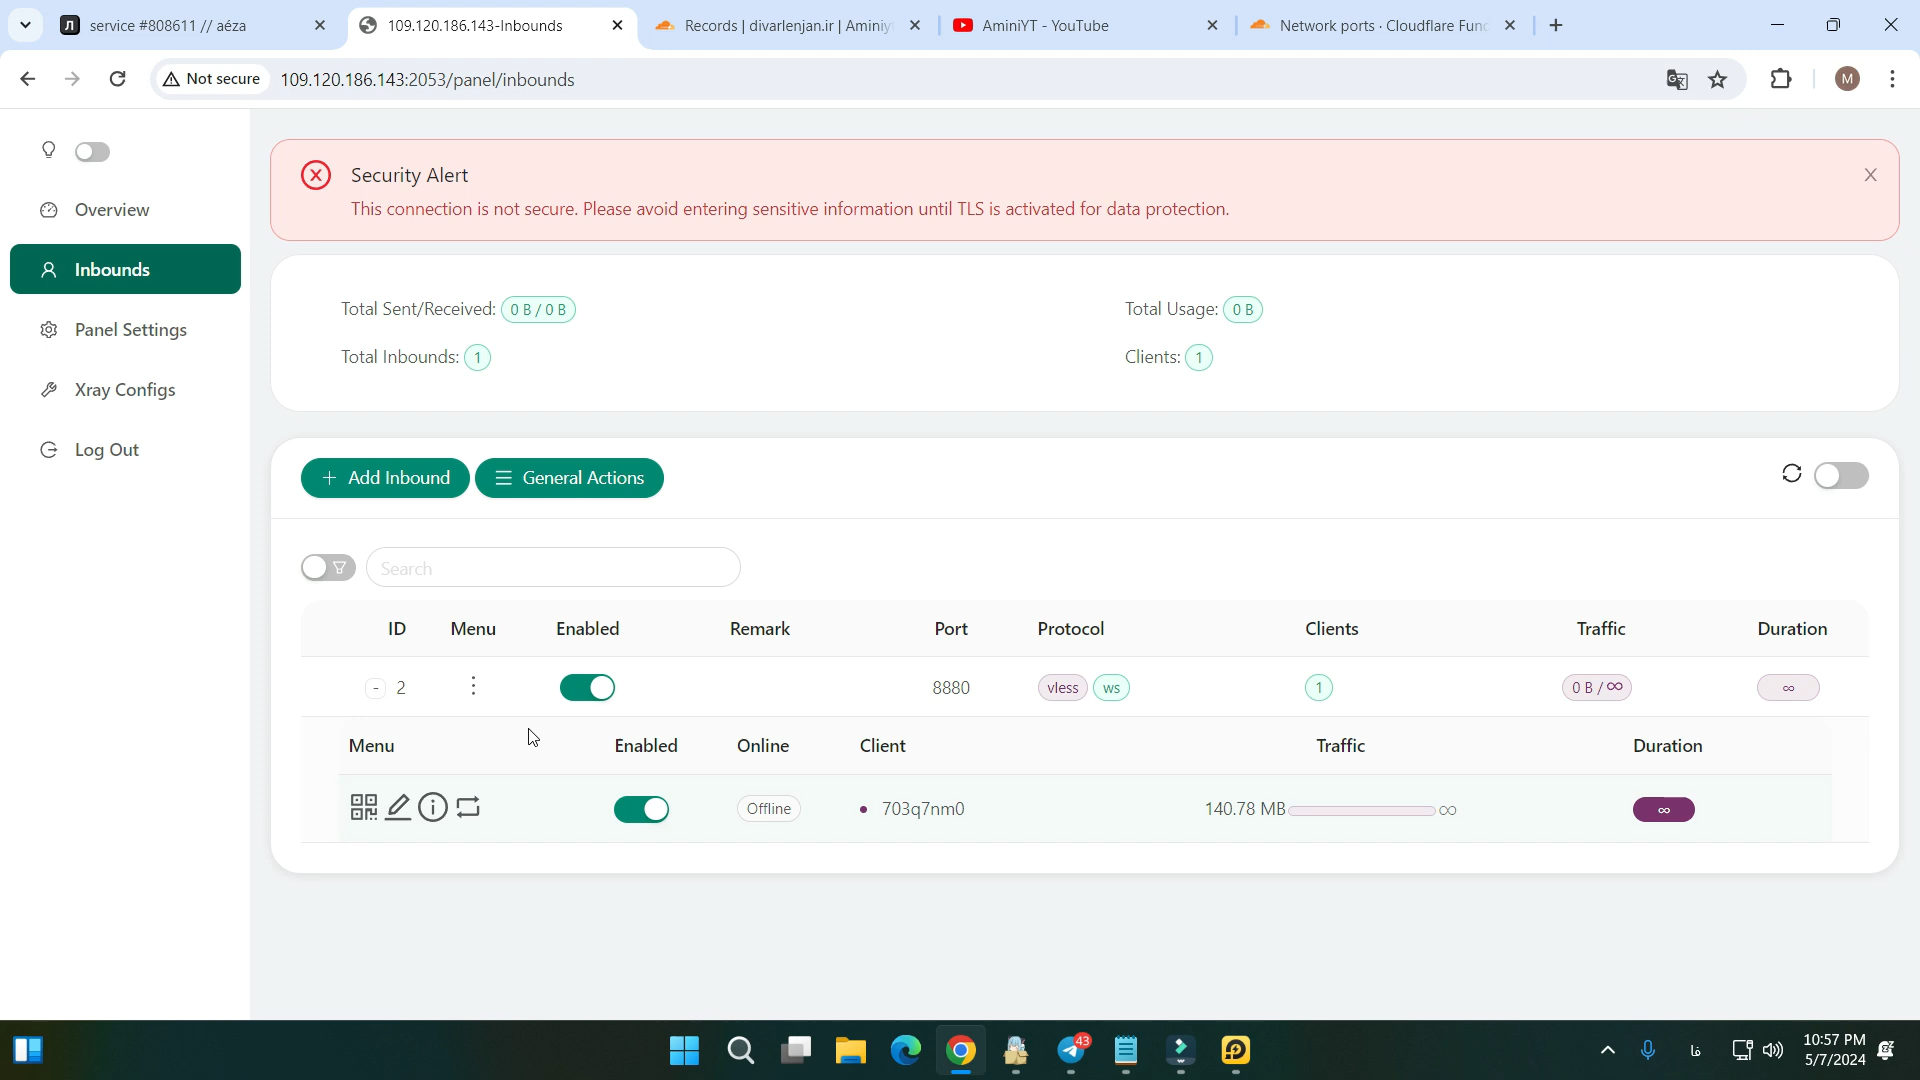 service #808611 // aéza
109.120.186.143-Inbounds
Records | divarlenjan.ir | Aminiy
AminiYT - YouTube
Network ports · Cloudflare Fund
Not secure
109.120.186.143:2053/panel/inbounds
M
Overview
Inbounds
Panel Settings
Xray Configs
Log Out
Security Alert
This connection is not secure. Please avoid entering sensitive information until TLS is activated for data protection.
Total Sent/Received: 0 B / 0 B
Total Usage: 0 B
Total Inbounds: 1
Clients: 1
+ Add Inbound
General Actions
Search
ID Menu Enabled Remark Port Protocol Clients Traffic Duration
- 2 8880 vless ws 1 0 B / ∞ ∞
Menu Enabled Online Client Traffic Duration
Offline 703q7nm0 140.78 MB ∞ ∞
43
فا
10:57 PM
5/7/2024